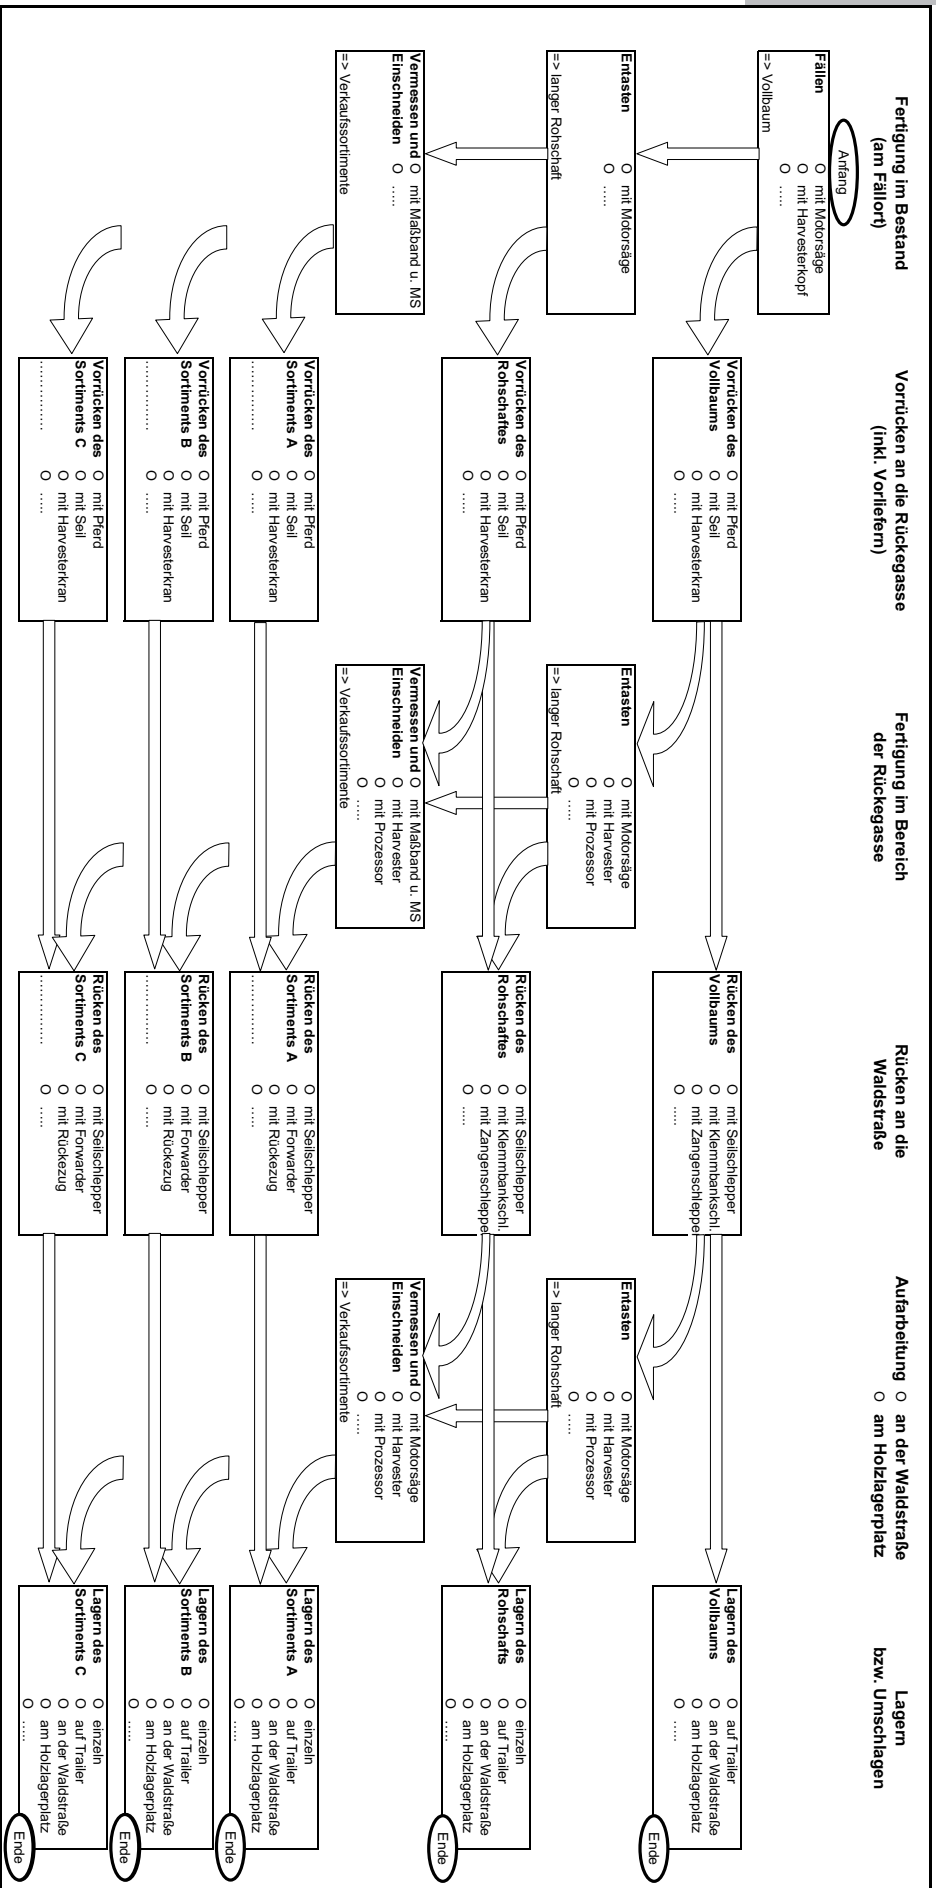 Fertigung im Bestand
(am Fällort)
Vorrücken an die Rückegasse
(inkl. Vorliefern)
Fertigung im Bereich
der Rückegasse
Rücken an die
Waldstraße
Aufarbeitung O an der Waldstraße
O am Holzlagerplatz
Lagern
bzw. Umschlagen
Anfang
Fällen
O mit Motorsäge
O mit Harvesterkopf
O .....
=> Vollbaum
Vorrücken des
Vollbaums
O mit Pferd
O mit Seil
O mit Harvesterkran
O .....
Rücken des
Vollbaums
O mit Seilschlepper
O mit Klemmbankschl.
O mit Zangenschlepper
O .....
Lagern des
Vollbaums
O auf Trailer
O an der Waldstraße
O am Holzlagerplatz
O .....
Ende
Entasten
O mit Motorsäge
O .....
=> langer Rohschaft
Entasten
O mit Motorsäge
O mit Harvester
O mit Prozessor
O .....
=> langer Rohschaft
Entasten
O mit Motorsäge
O mit Harvester
O mit Prozessor
O .....
=> langer Rohschaft
Vorrücken des
Rohschaftes
O mit Pferd
O mit Seil
O mit Harvesterkran
O .....
Rücken des
Rohschaftes
O mit Seilschlepper
O mit Klemmbankschl.
O mit Zangenschlepper
O .....
Lagern des
Rohschafts
O einzeln
O auf Trailer
O an der Waldstraße
O am Holzlagerplatz
O .....
Ende
Vermessen und
Einschneiden
O mit Maßband u. MS
O .....
=> Verkaufssortimente
Vermessen und
Einschneiden
O mit Maßband u. MS
O mit Harvester
O mit Prozessor
O .....
=> Verkaufssortimente
Vermessen und
Einschneiden
O mit Motorsäge
O mit Harvester
O mit Prozessor
O .....
=> Verkaufssortimente
Vorrücken des
Sortiments A
.............
O mit Pferd
O mit Seil
O mit Harvesterkran
O .....
Rücken des
Sortiments A
.............
O mit Seilschlepper
O mit Forwarder
O mit Rückezug
O .....
Lagern des
Sortiments A
O einzeln
O auf Trailer
O an der Waldstraße
O am Holzlagerplatz
O .....
Ende
Vorrücken des
Sortiments B
.............
O mit Pferd
O mit Seil
O mit Harvesterkran
O .....
Rücken des
Sortiments B
.............
O mit Seilschlepper
O mit Forwarder
O mit Rückezug
O .....
Lagern des
Sortiments B
O einzeln
O auf Trailer
O an der Waldstraße
O am Holzlagerplatz
O .....
Ende
Vorrücken des
Sortiments C
.............
O mit Pferd
O mit Seil
O mit Harvesterkran
O .....
Rücken des
Sortiments C
.............
O mit Seilschlepper
O mit Forwarder
O mit Rückezug
O .....
Lagern des
Sortiments C
O einzeln
O auf Trailer
O an der Waldstraße
O am Holzlagerplatz
O .....
Ende